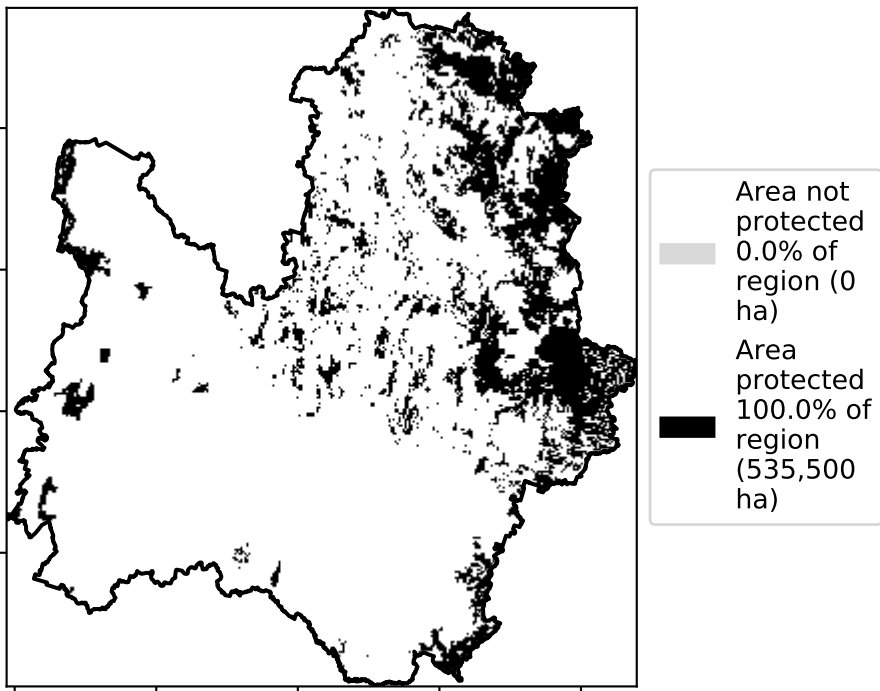 Area not
protected
0.0% of
region (0
ha)
Area
protected
100.0% of
region
(535,500
ha)